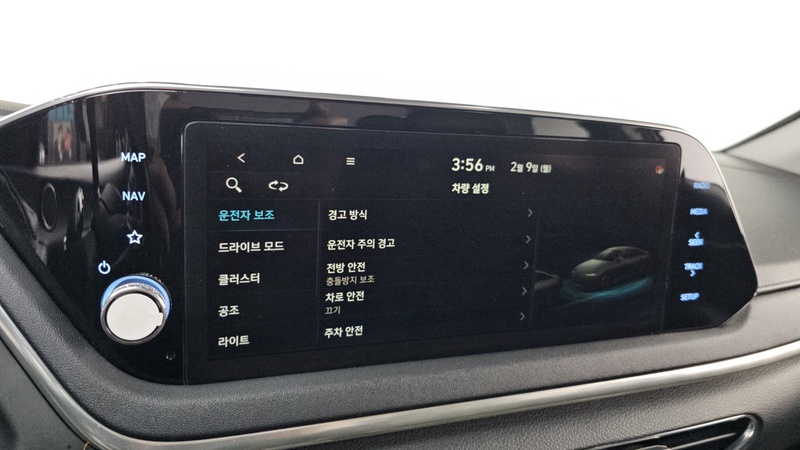 MAP
NAV
3:56 PM 2월 9일 (월)
차량 설정
운전자 보조
드라이브 모드
클러스터
공조
라이트
경고 방식
운전자 주의 경고
전방 안전
충돌방지 보조
차로 안전
끄기
주차 안전
RADIO
MEDIA
SEEK
TRACK
SETUP